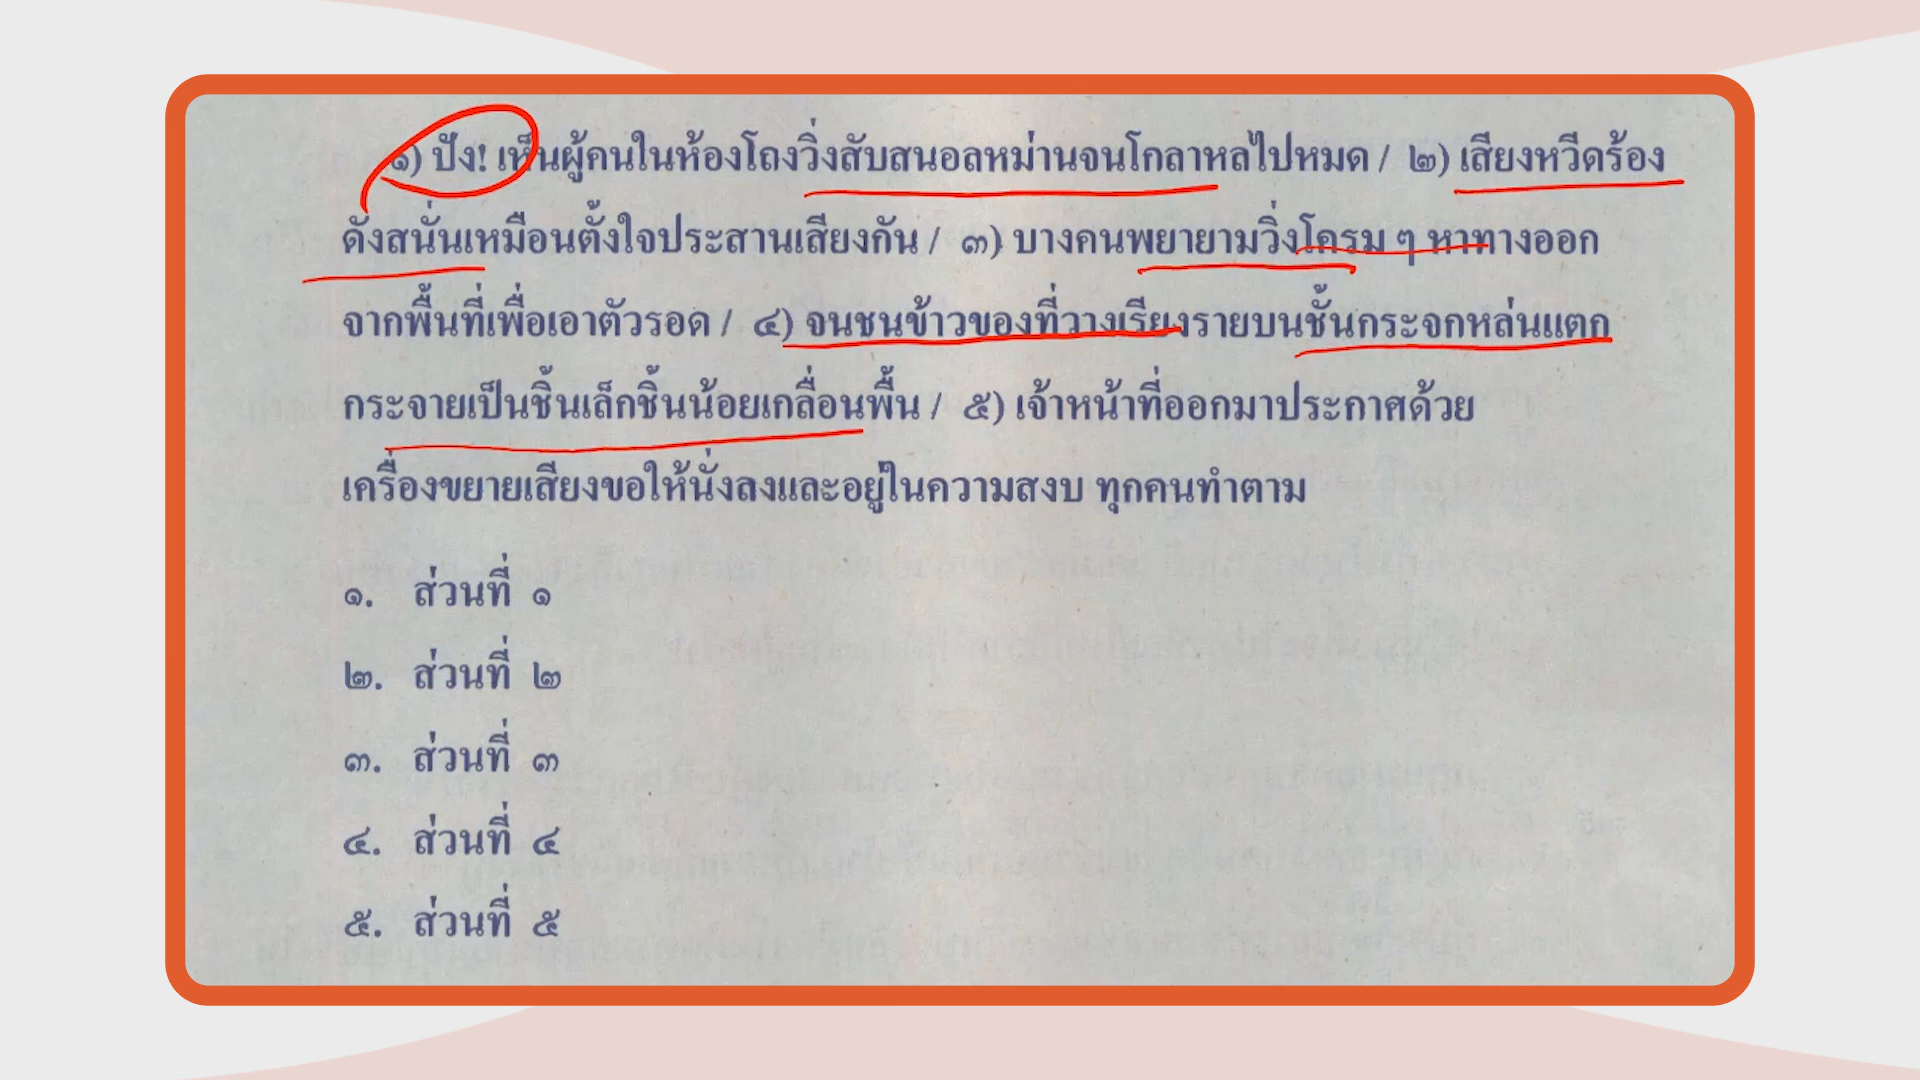 ๑) ปัง! เห็นผู้คนในห้องโถงวิ่งสับสนอลหม่านจนโกลาหลไปหมด / ๒) เสียงหวีดร้อง
ดังสนั่นเหมือนตั้งใจประสานเสียงกัน / ๓) บางคนพยายามวิ่งโครม ๆ หาทางออก
จากพื้นที่เพื่อเอาตัวรอด / ๔) จนชนข้าวของที่วางเรียงรายบนชั้นกระจกหล่นแตก
กระจายเป็นชิ้นเล็กชิ้นน้อยเกลื่อนพื้น / ๕) เจ้าหน้าที่ออกมาประกาศด้วย
เครื่องขยายเสียงขอให้นั่งลงและอยู่ในความสงบ ทุกคนทำตาม
๑. ส่วนที่ ๑
๒. ส่วนที่ ๒
๓. ส่วนที่ ๓
๔. ส่วนที่ ๔
๕. ส่วนที่ ๕